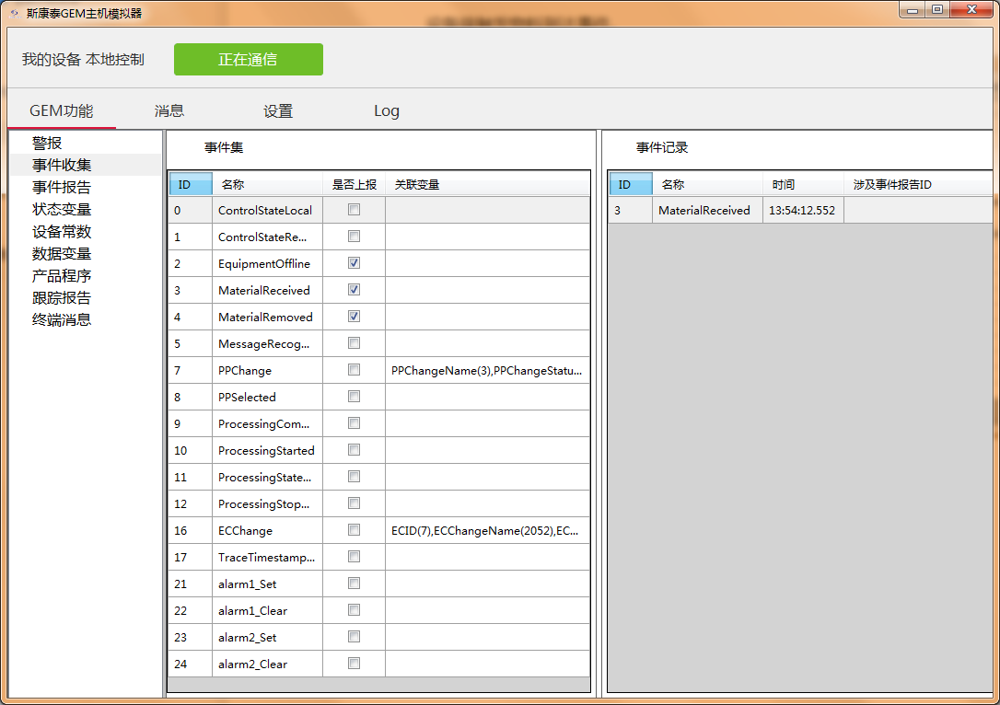 斯康泰GEM主机模拟器
我的设备 本地控制 正在通信
GEM功能 消息 设置 Log
警报
事件收集
事件报告
状态变量
设备常数
数据变量
产品程序
跟踪报告
终端消息
事件集
ID 名称 是否上报 关联变量
0 ControlStateLocal
1 ControlStateRe...
2 EquipmentOffline
3 MaterialReceived
4 MaterialRemoved
5 MessageRecog...
7 PPChange PPChangeName(3),PPChangeStatu...
8 PPSelected
9 ProcessingCom...
10 ProcessingStarted
11 ProcessingState...
12 ProcessingStop...
16 ECChange ECID(7),ECChangeName(2052),EC...
17 TraceTimestamp...
21 alarm1_Set
22 alarm1_Clear
23 alarm2_Set
24 alarm2_Clear
事件记录
ID 名称 时间 涉及事件报告ID
3 MaterialReceived 13:54:12.552